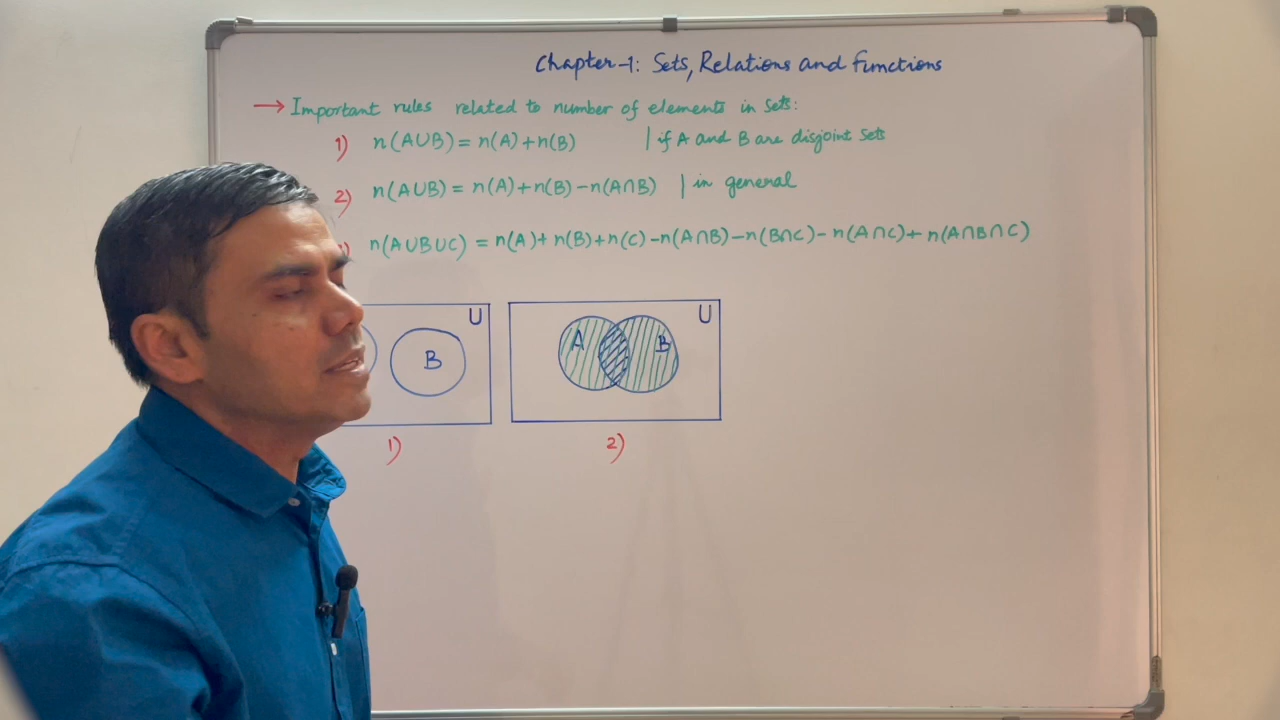 Chapter-1: Sets, Relations and Functions
→ Important rules related to number of elements in sets:
1) n(A∪B) = n(A)+n(B) | if A and B are disjoint sets
2) n(A∪B) = n(A)+n(B)-n(A∩B) | in general
) n(A∪B∪C) = n(A)+n(B)+n(C)-n(A∩B)-n(B∩C)-n(A∩C)+n(A∩B∩C)
U
B
1)
U
A B
2)